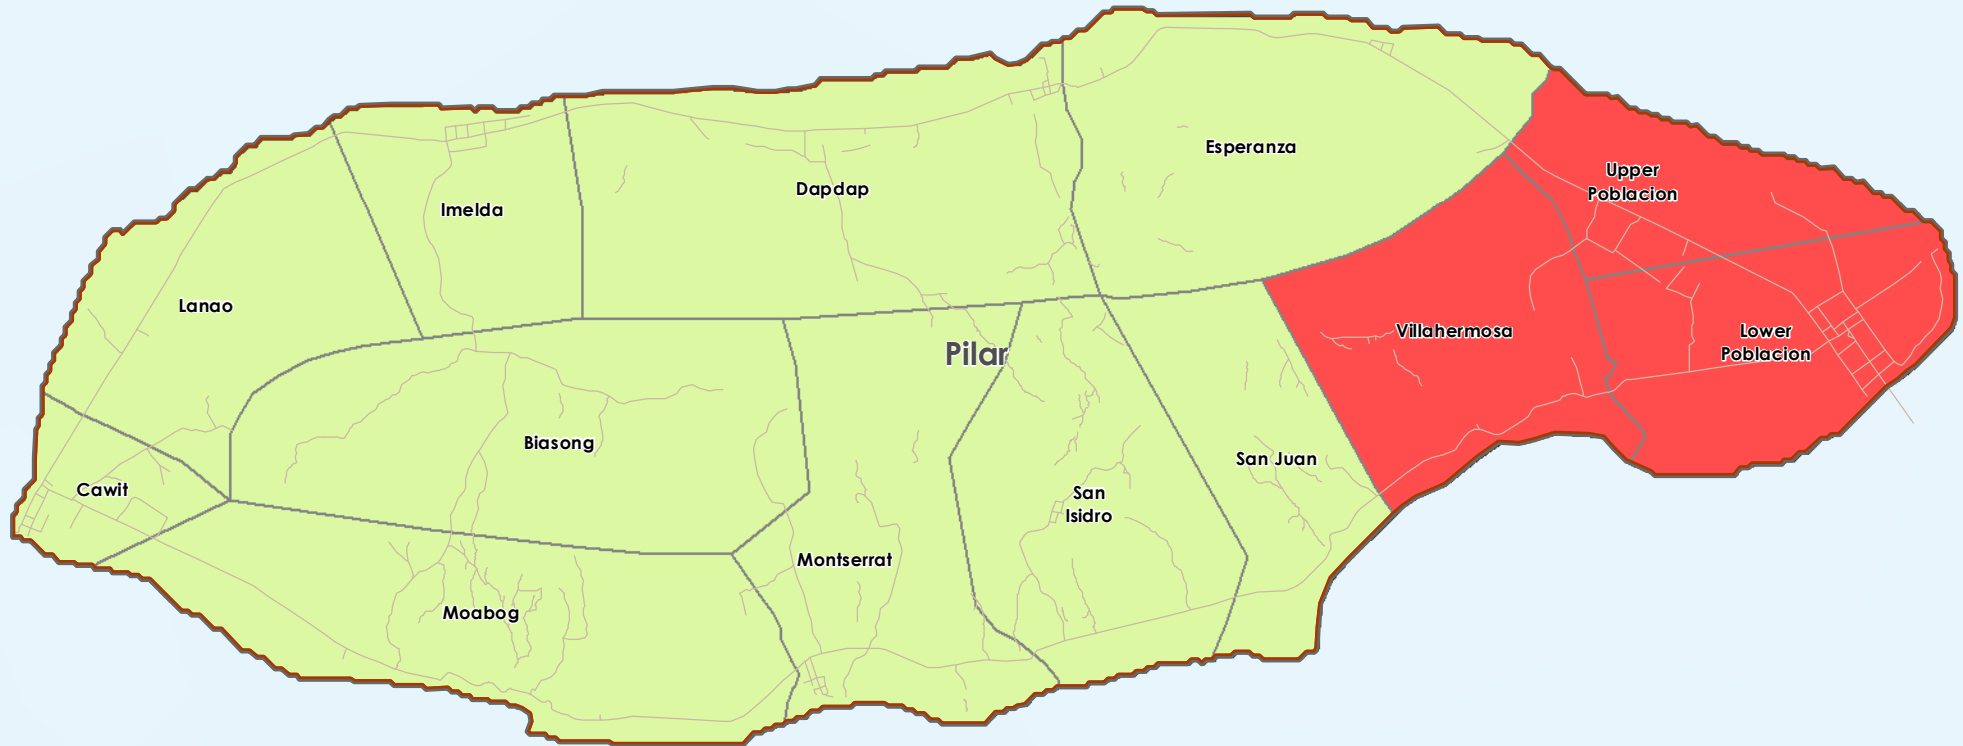 Esperanza
Upper
Poblacion
Dapdap
Imelda
Lanao
Villahermosa
Lower
Poblacion
Pilar
Biasong
San Juan
Cawit
San
Isidro
Montserrat
Moabog